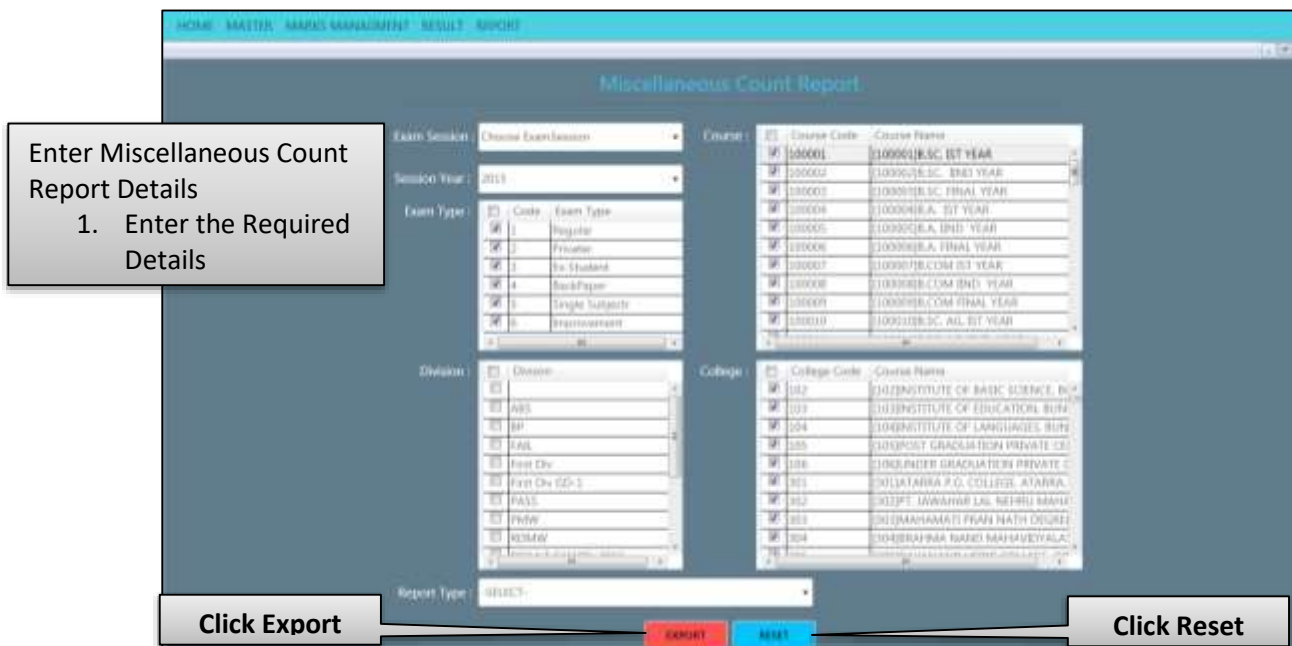 HOME MASTER MARKS MANAGMENT RESULT REPORT
Miscellaneous Count Report
Enter Miscellaneous Count
Report Details
1. Enter the Required
Details
Exam Session : Choose ExamSession
Session Year : 2015
Exam Type :
Code Exam Type
1 Regular
2 Private
3 Ex-Student
4 BackPaper
5 Single Subject
6 Improvement
Course :
Course Code Course Name
100001 [100001]B.SC. IST YEAR
100002 [100002]B.SC. IIND YEAR
100003 [100003]B.SC. FINAL YEAR
100004 [100004]B.A. IST YEAR
100005 [100005]B.A. IIND YEAR
100006 [100006]B.A. FINAL YEAR
100007 [100007]B.COM IST YEAR
100008 [100008]B.COM IIND YEAR
100009 [100009]B.COM FINAL YEAR
100010 [100010]B.SC. AG. IST YEAR
Division :
Division
ABS
BP
FAIL
First Div
First Div GD-1
PASS
PMW
RDMW
College :
College Code Course Name
102 [102]INSTITUTE OF BASIC SCIENCE,
103 [103]INSTITUTE OF EDUCATION, BUN
104 [104]INSTITUTE OF LANGUAGES, BUN
105 [105]POST GRADUATION PRIVATE
106 [106]UNDER GRADUATION PRIVATE
301 [301]ATARRA P.G. COLLEGE, ATARRA,
302 [302]PT. JAWAHAR LAL NEHRU MAHA
303 [303]MAHAMATI PRAN NATH DEGREE
304 [304]BRAHMA NAND MAHAVIDYALA
Report Type : -SELECT-
Click Export
EXPORT
RESET
Click Reset